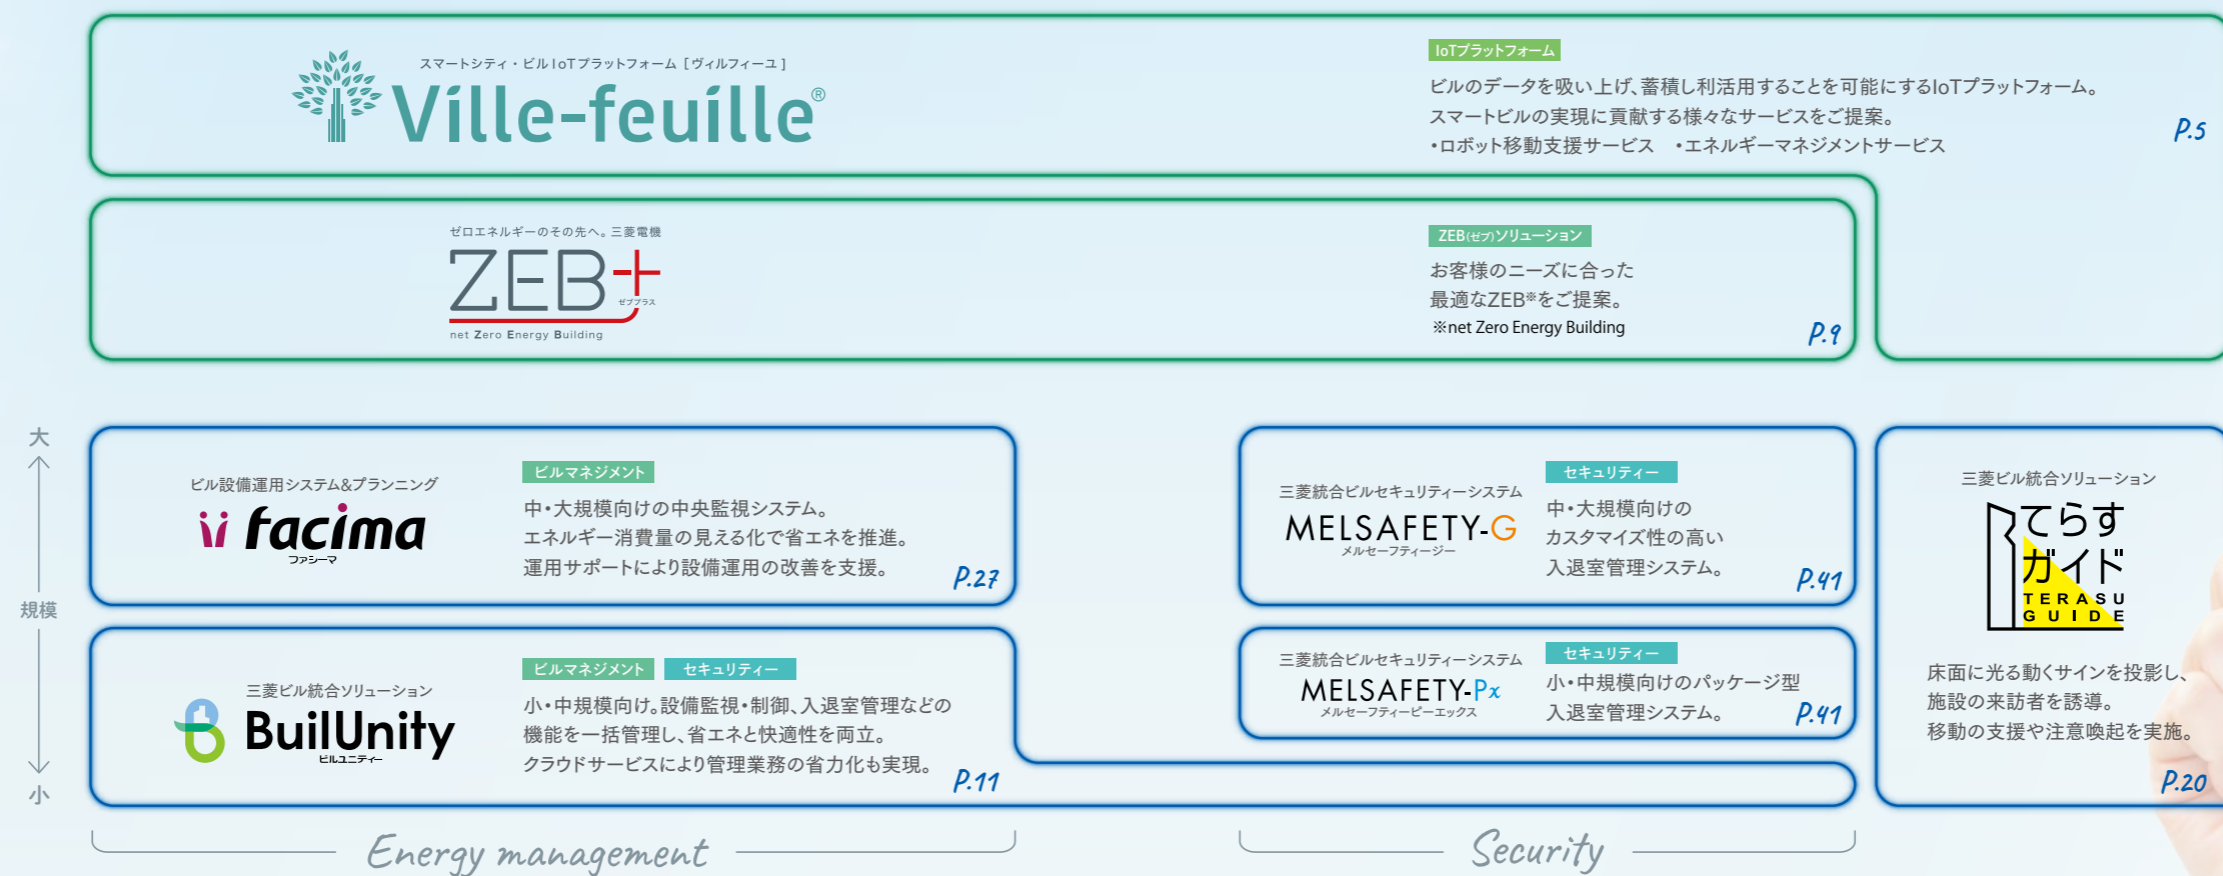 スマートシティ・ビルIoTプラットフォーム［ヴィルフィーユ］
Ville-feuille®
IoTプラットフォーム
ビルのデータを吸い上げ、蓄積し利活用することを可能にするIoTプラットフォーム。
スマートビルの実現に貢献する様々なサービスをご提案。
・ロボット移動支援サービス　・エネルギーマネジメントサービス
P.5
ゼロエネルギーのその先へ。三菱電機
ZEB+
ゼブプラス
net Zero Energy Building
ZEB(ゼブ)ソリューション
お客様のニーズに合った
最適なZEB※をご提案。
※net Zero Energy Building
P.9
大
規模
小
ビル設備運用システム&プランニング
facima
ファシーマ
ビルマネジメント
中・大規模向けの中央監視システム。
エネルギー消費量の見える化で省エネを推進。
運用サポートにより設備運用の改善を支援。
P.27
三菱統合ビルセキュリティーシステム
MELSAFETY-G
メルセーフティージー
セキュリティー
中・大規模向けの
カスタマイズ性の高い
入退室管理システム。
P.41
三菱ビル統合ソリューション
BuilUnity
ビルユニティー
ビルマネジメント セキュリティー
小・中規模向け。設備監視・制御、入退室管理などの
機能を一括管理し、省エネと快適性を両立。
クラウドサービスにより管理業務の省力化も実現。
P.11
三菱統合ビルセキュリティーシステム
MELSAFETY-Px
メルセーフティーピーエックス
セキュリティー
小・中規模向けのパッケージ型
入退室管理システム。
P.41
三菱ビル統合ソリューション
てらす
ガイド
TERASU
GUIDE
床面に光る動くサインを投影し、
施設の来訪者を誘導。
移動の支援や注意喚起を実施。
P.20
Energy management
Security